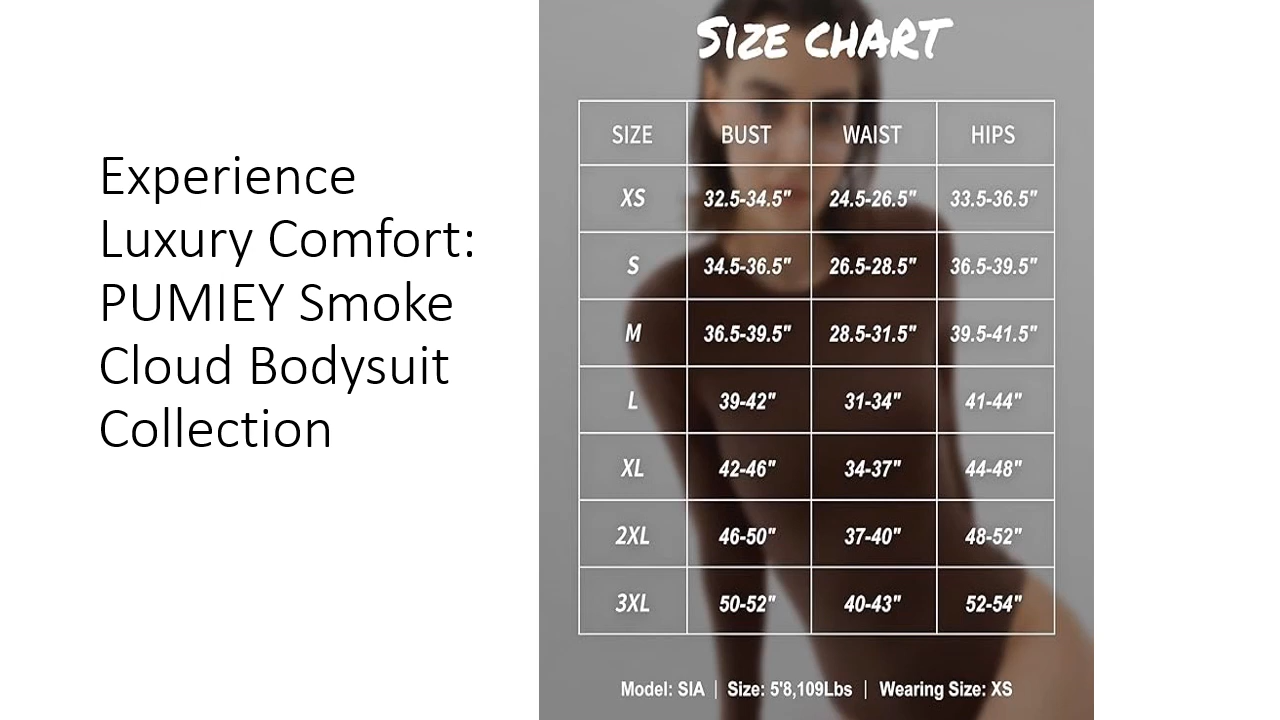 Experience
Luxury Comfort:
PUMIEY Smoke
Cloud Bodysuit
Collection
SIZE CHART
SIZE BUST WAIST HIPS
XS 32.5-34.5" 24.5-26.5" 33.5-36.5"
S 34.5-36.5" 26.5-28.5" 36.5-39.5"
M 36.5-39.5" 28.5-31.5" 39.5-41.5"
L 39-42" 31-34" 41-44"
XL 42-46" 34-37" 44-48"
2XL 46-50" 37-40" 48-52"
3XL 50-52" 40-43" 52-54"
Model: SIA | Size: 5'8,109Lbs | Wearing Size: XS